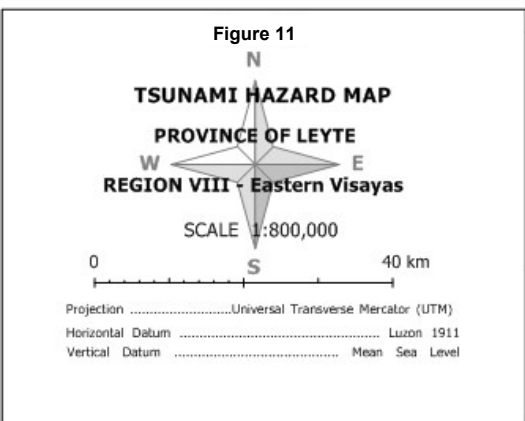 Figure 11
N
TSUNAMI HAZARD MAP
PROVINCE OF LEYTE
W E
REGION VIII - Eastern Visayas
SCALE 1:800,000
0 S 40 km
Projection ............................Universal Transverse Mercator (UTM)
Horizontal Datum ...................................................... Luzon 1911
Vertical Datum ............................................. Mean Sea Level